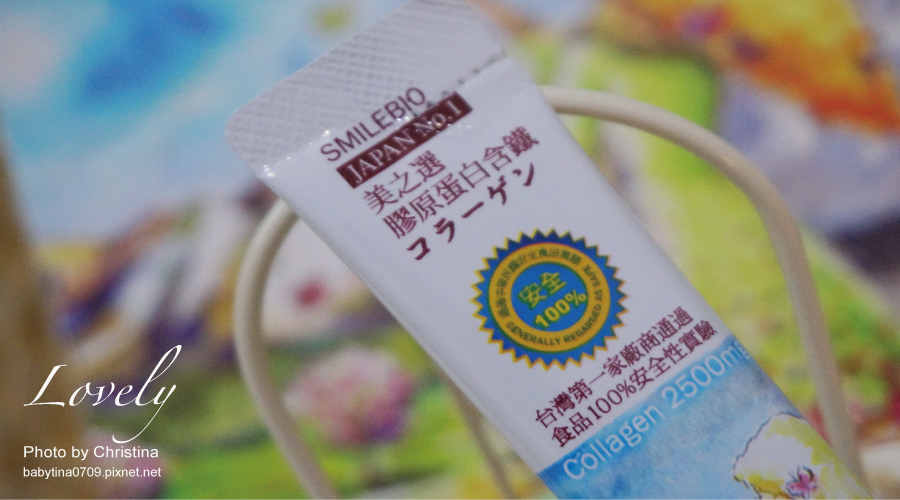 SMILEBIO
JAPAN No.1
美之選
膠原蛋白含鐵
コラーゲン
安全
100%
GENERALLY REGARDED AS SAFE
台灣第一家廠商通過
食品100%安全性實驗
Collagen 2500mg
Lovely
Photo by Christina
babytina0709.pixnet.net